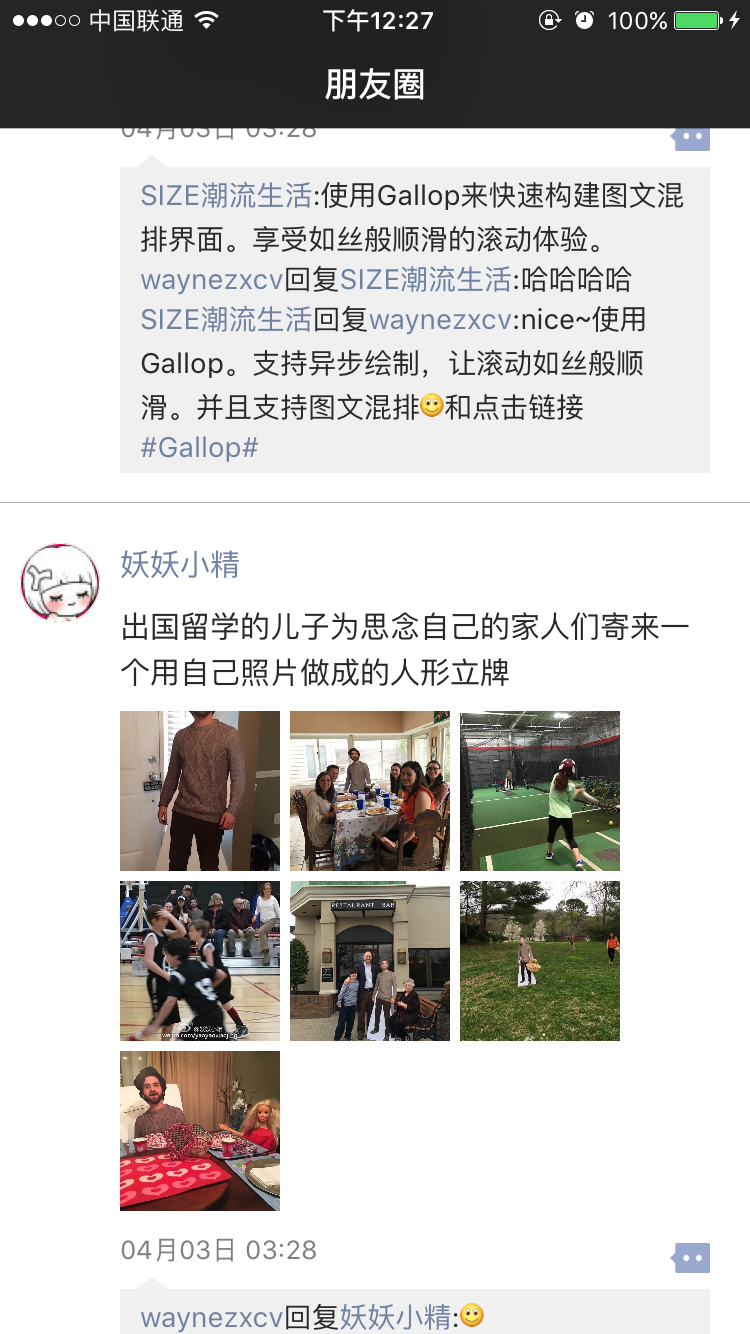 中国联通
下午12:27
100%
朋友圈
04月03日 03:28
SIZE潮流生活:使用Gallop来快速构建图文混
排界面。享受如丝般顺滑的滚动体验。
waynezxcv回复SIZE潮流生活:哈哈哈哈
SIZE潮流生活回复waynezxcv:nice~使用
Gallop。支持异步绘制，让滚动如丝般顺
滑。并且支持图文混排和点击链接
#Gallop#
妖妖小精
出国留学的儿子为思念自己的家人们寄来一
个用自己照片做成的人形立牌
RESTAURANT BAR
@妖妖小精
04月03日 03:28
waynezxcv回复妖妖小精: